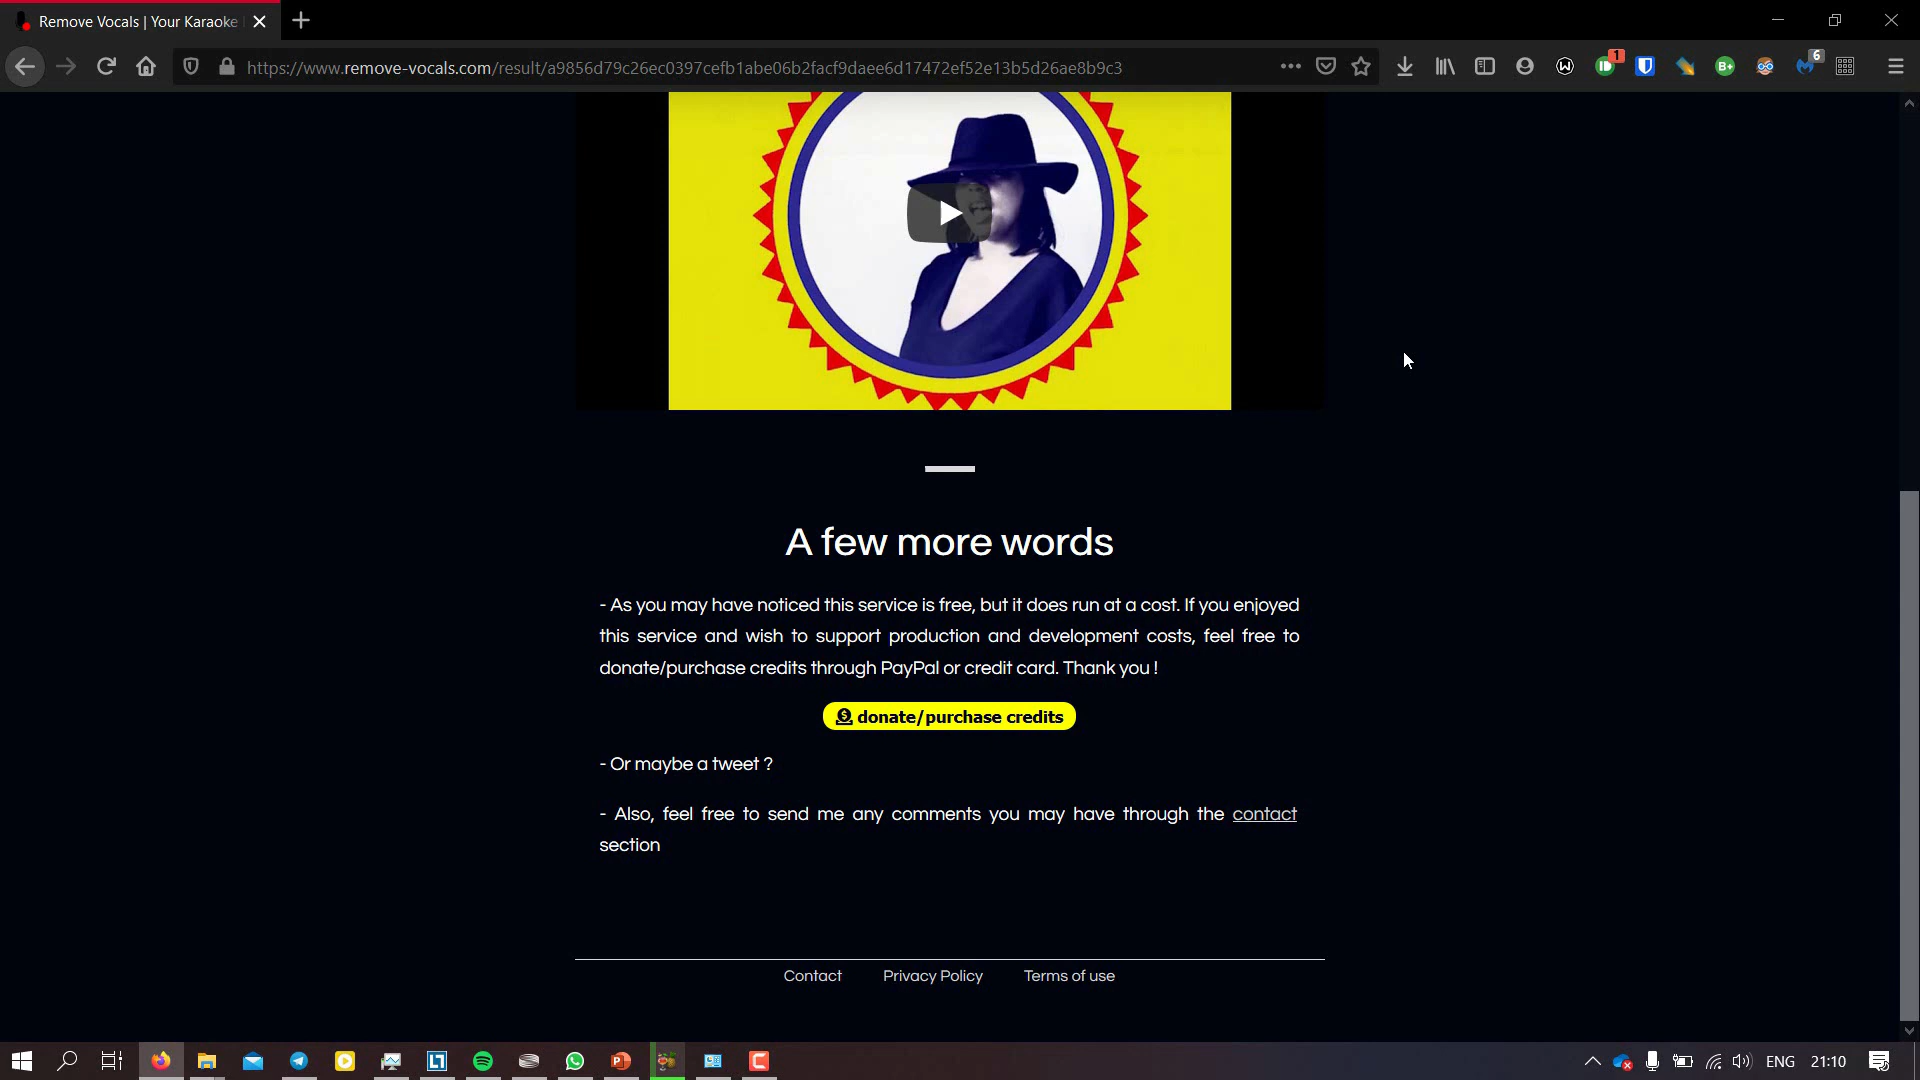 Remove Vocals | Your Karaoke
https://www.remove-vocals.com/result/a9856d79c26ec0397cefb1abe06b2facf9daee6d17472ef52e13b5d26ae8b9c3
1
B+
6
A few more words
- As you may have noticed this service is free, but it does run at a cost. If you enjoyed
this service and wish to support production and development costs, feel free to
donate/purchase credits through PayPal or credit card. Thank you !
donate/purchase credits
- Or maybe a tweet ?
- Also, feel free to send me any comments you may have through the contact
section
Contact Privacy Policy Terms of use
ENG 21:10